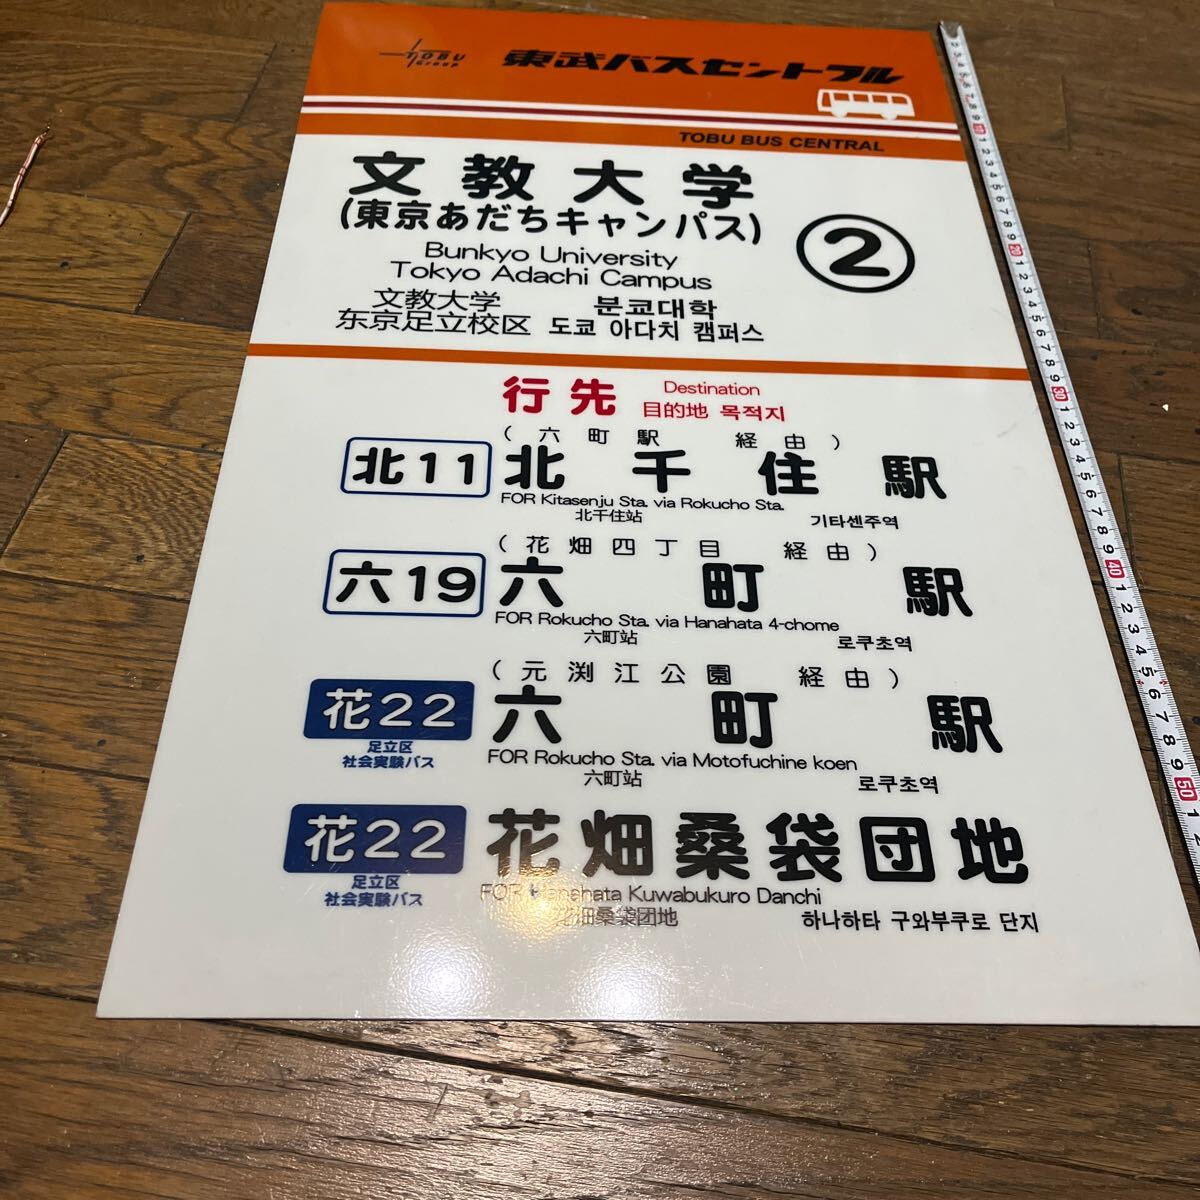 TOBU Group 東武バスセントラル
TOBU BUS CENTRAL
文教大学
(東京あだちキャンパス)
②
Bunkyo University
Tokyo Adachi Campus
文教大学 분쿄대학
东京足立校区 도쿄 아다치 캠퍼스
行先 Destination
目的地 목적지
(六町駅 経由)
北11 北千住駅
FOR Kitasenju Sta. via Rokucho Sta.
北千住站 기타센주역
(花畑四丁目 経由)
六19 六町駅
FOR Rokucho Sta. via Hanahata 4-chome
六町站 로쿠초역
(元渕江公園 経由)
花22 六町駅
足立区
社会実験バス
FOR Rokucho Sta. via Motofuchine koen
六町站 로쿠초역
花22 花畑桑袋団地
足立区
社会実験バス
FOR Hanahata Kuwabukuro Danchi
花畑桑袋团地 하나하타 구와부쿠로 단지